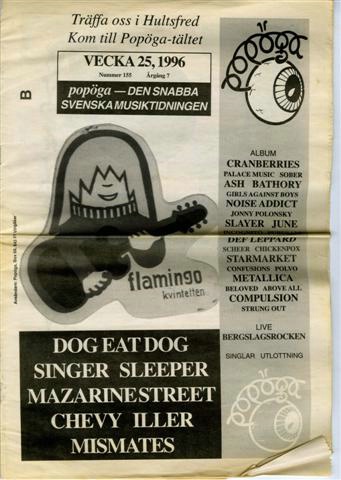 Träffa oss i Hultsfred
Kom till Popöga-tältet
VECKA 25, 1996
Nummer 155 Årgång 7
popöga — DEN SNABBA
SVENSKA MUSIKTIDNINGEN
B
popöga
flamingo
kvintetten
ALBUM
CRANBERRIES
PALACE MUSIC SOBER
ASH BATHORY
GIRLS AGAINST BOYS
NOISE ADDICT
JONNY POLONSKY
SLAYER JUNE
DEF LEPPARD
SCHEER CHICKENPOX
STARMARKET
CONFUSIONS POLVO
METALLICA
BELOVED ABOVE ALL
COMPULSION
STRUNG OUT
LIVE
BERGSLAGSROCKEN
SINGLAR UTLOTTNING
popöga
DOG EAT DOG
SINGER SLEEPER
MAZARINE STREET
CHEVY ILLER
MISMATES